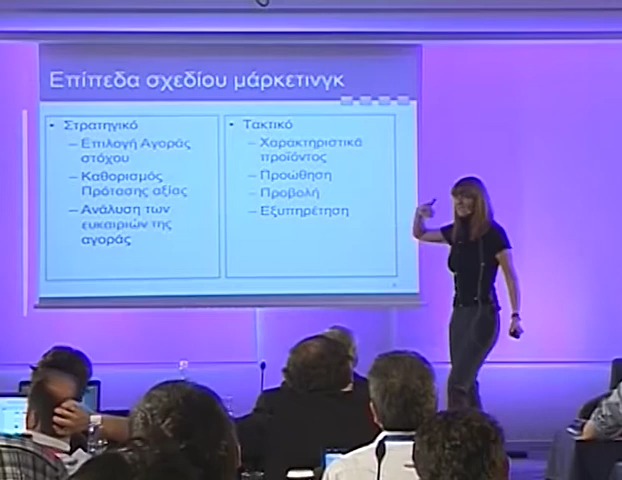 Επίπεδα σχεδίου μάρκετινγκ
• Στρατηγικό
– Επιλογή Αγοράς
στόχου
– Καθορισμός
Πρότασης αξίας
– Ανάλυση των
ευκαιριών της
αγοράς
• Τακτικό
– Χαρακτηριστικά
προϊόντος
– Προώθηση
– Προβολή
– Εξυπηρέτηση